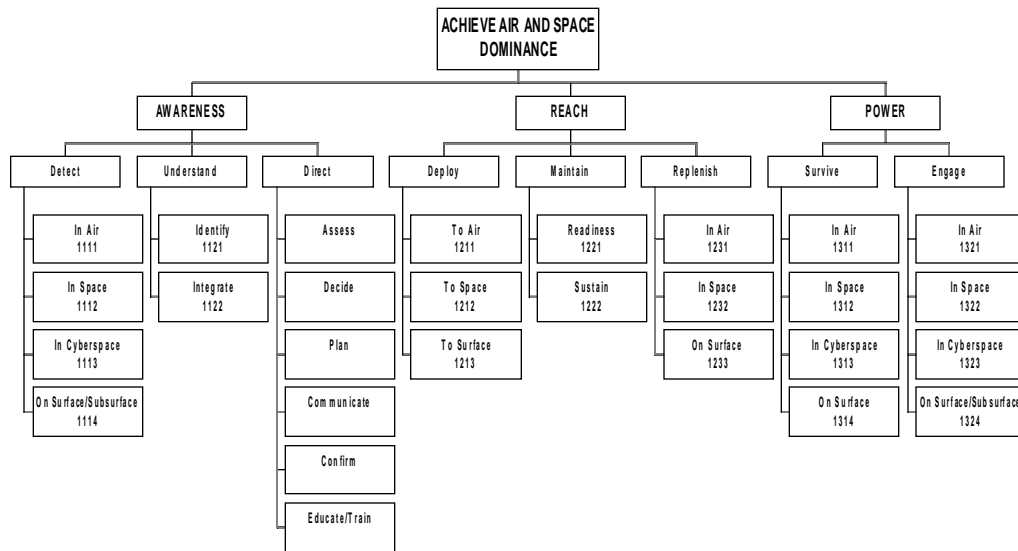 ACHIEVE AIR AND SPACE
DOMINANCE
AWARENESS
REACH
POWER
Detect
Understand
Direct
Deploy
Maintain
Replenish
Survive
Engage
In Air
1111
In Space
1112
In Cyberspace
1113
On Surface/Subsurface
1114
Identify
1121
Integrate
1122
Assess
Decide
Plan
Communicate
Confirm
Educate/Train
To Air
1211
To Space
1212
To Surface
1213
Readiness
1221
Sustain
1222
In Air
1231
In Space
1232
On Surface
1233
In Air
1311
In Space
1312
In Cyberspace
1313
On Surface
1314
In Air
1321
In Space
1322
In Cyberspace
1323
On Surface/Subsurface
1324